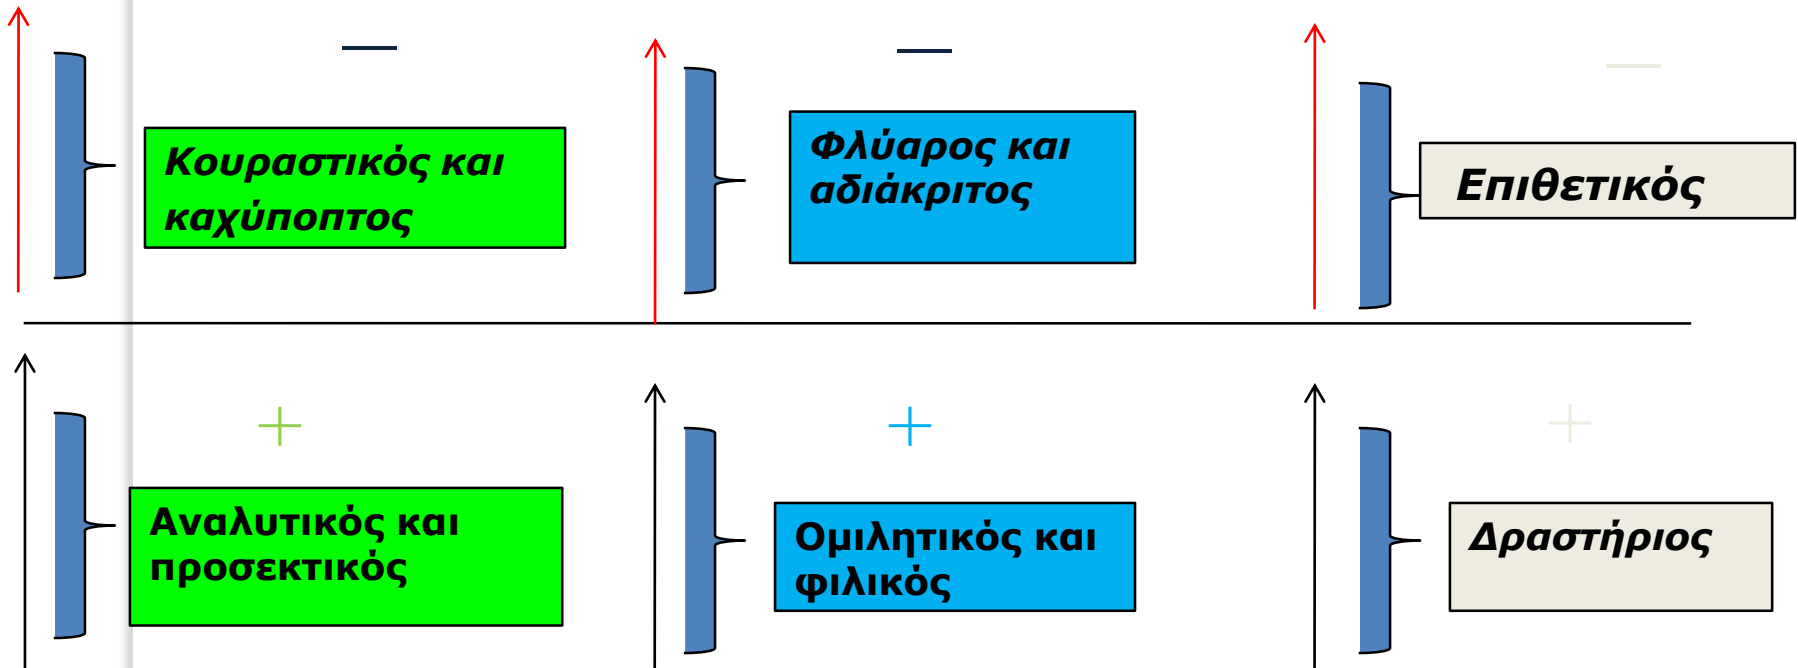 Κουραστικός και
καχύποπτος
Φλύαρος και
αδιάκριτος
Επιθετικός
Αναλυτικός και
προσεκτικός
Ομιλητικός και
φιλικός
Δραστήριος